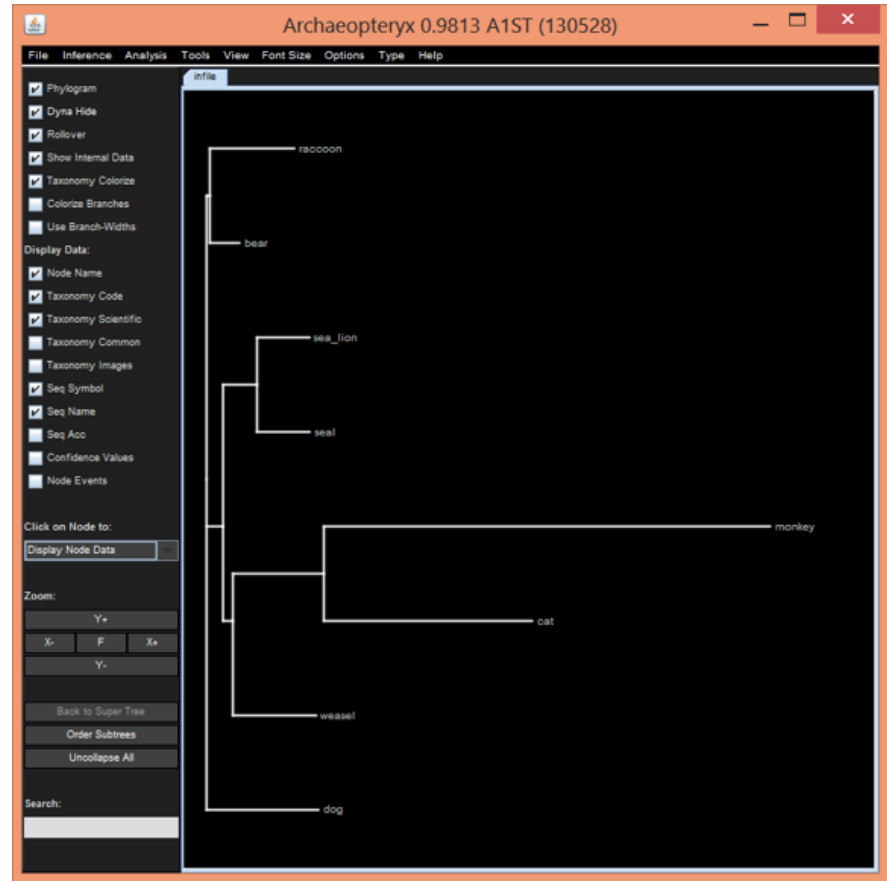 Archaeopteryx 0.9813 A1ST (130528)
File Inference Analysis Tools View Font Size Options Type Help
infile
Phylogram
Dyna Hide
Rollover
Show Internal Data
Taxonomy Colorize
Colorize Branches
Use Branch-Widths
Display Data:
Node Name
Taxonomy Code
Taxonomy Scientific
Taxonomy Common
Taxonomy Images
Seq Symbol
Seq Name
Seq Acc
Confidence Values
Node Events
Click on Node to:
Display Node Data
Zoom:
Y+
X- F X+
Y-
Back to Super Tree
Order Subtrees
Uncollapse All
Search:
raccoon
bear
sea_lion
seal
monkey
cat
weasel
dog